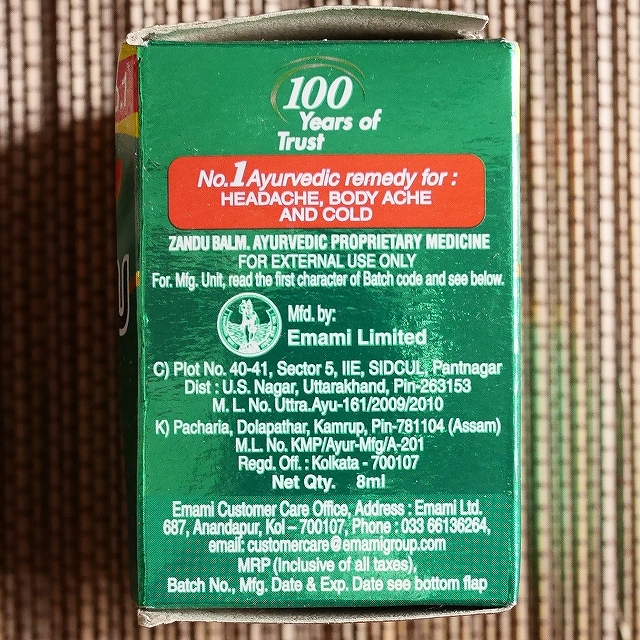 100
Years of
Trust
No.1 Ayurvedic remedy for :
HEADACHE, BODY ACHE
AND COLD
ZANDU BALM. AYURVEDIC PROPRIETARY MEDICINE
FOR EXTERNAL USE ONLY
For. Mfg. Unit, read the first character of Batch code and see below.
Mfd. by:
Emami Limited
C) Plot No. 40-41, Sector 5, IIE, SIDCUL, Pantnagar
Dist : U.S. Nagar, Uttarakhand, Pin-263153
M. L. No. Uttra.Ayu-161/2009/2010
K) Pacharia, Dolapathar, Kamrup, Pin-781104 (Assam)
M.L. No. KMP/Ayur-Mfg/A-201
Regd. Off. : Kolkata - 700107
Net Qty. 8ml
Emami Customer Care Office, Address : Emami Ltd.
687, Anandapur, Kol – 700107, Phone : 033 66136264,
email: customercare@emamigroup.com
MRP (Inclusive of all taxes),
Batch No., Mfg. Date & Exp. Date see bottom flap